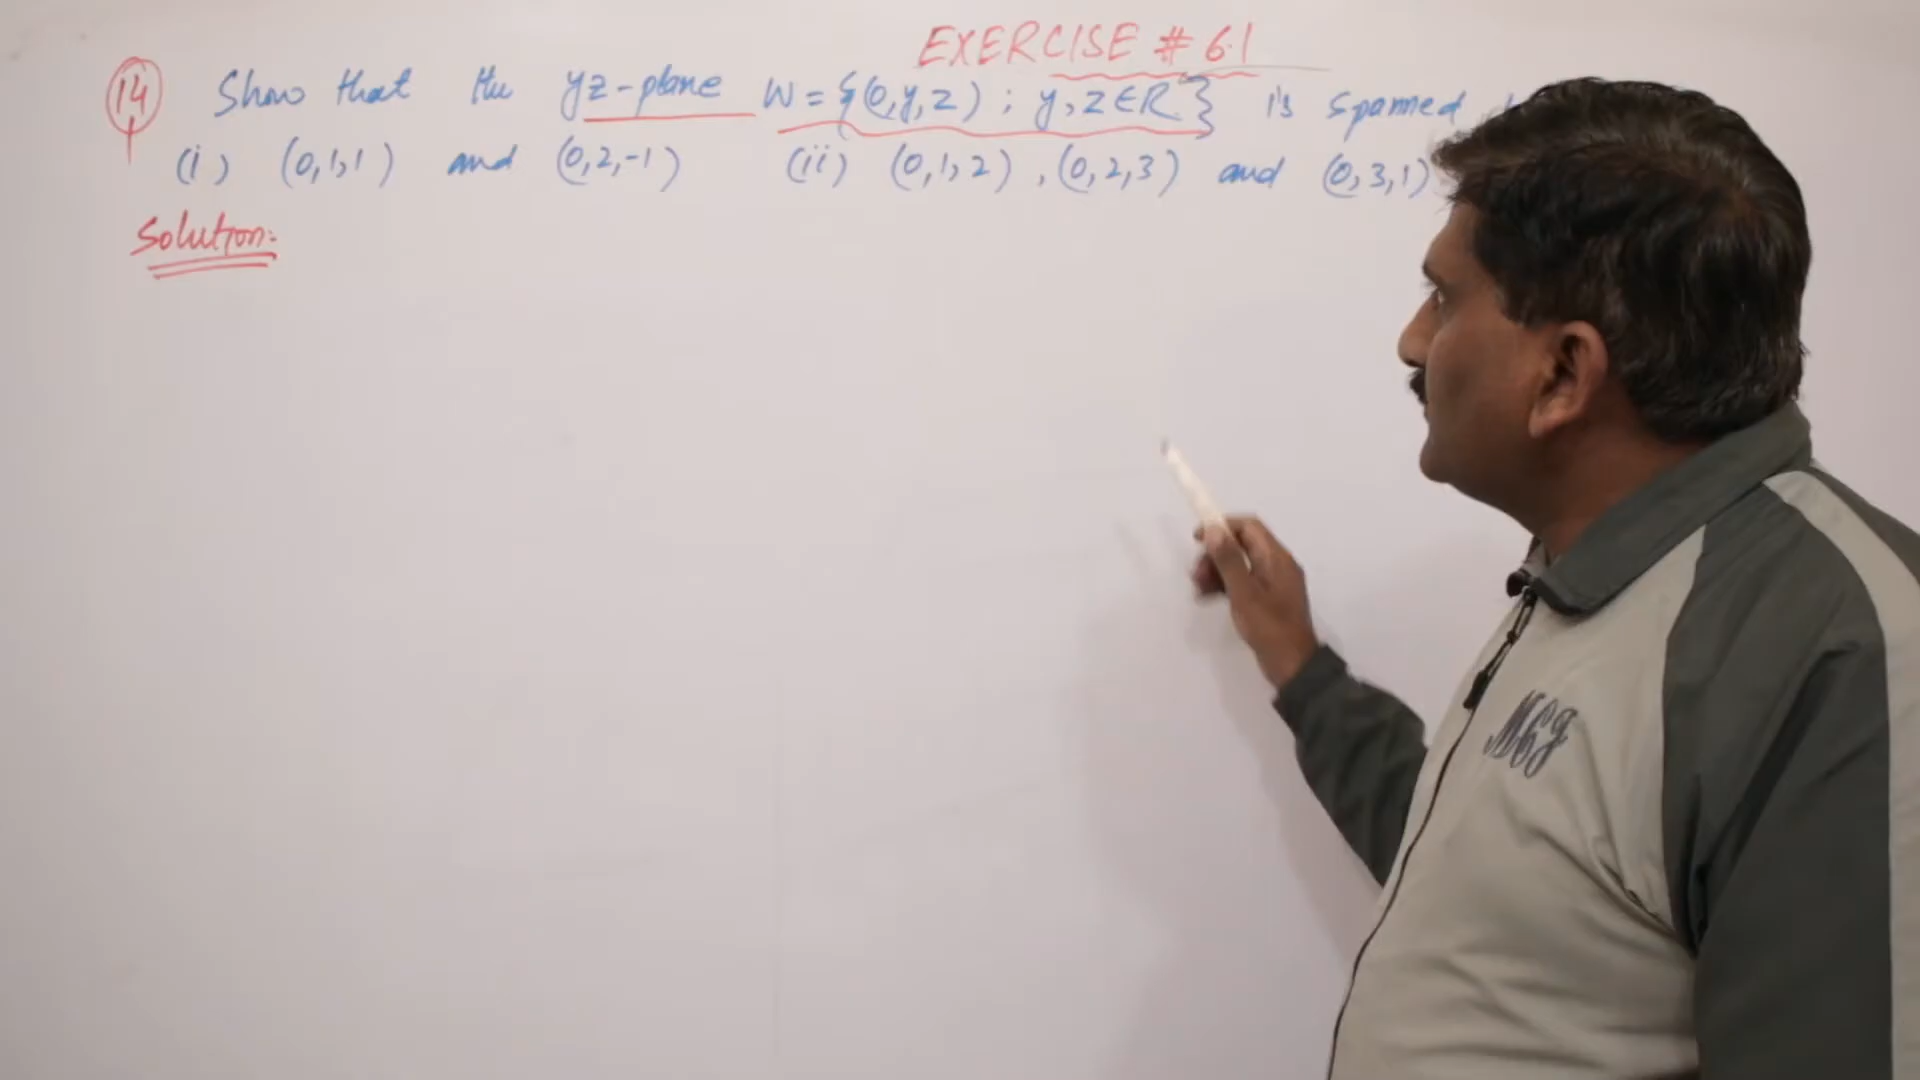 EXERCISE # 6.1
14 Show that the yz-plane W = {(0,y,z) ; y,z∈R} is spanned
(i) (0,1,1) and (0,2,-1) (ii) (0,1,2) , (0,2,3) and (0,3,1)
Solution: